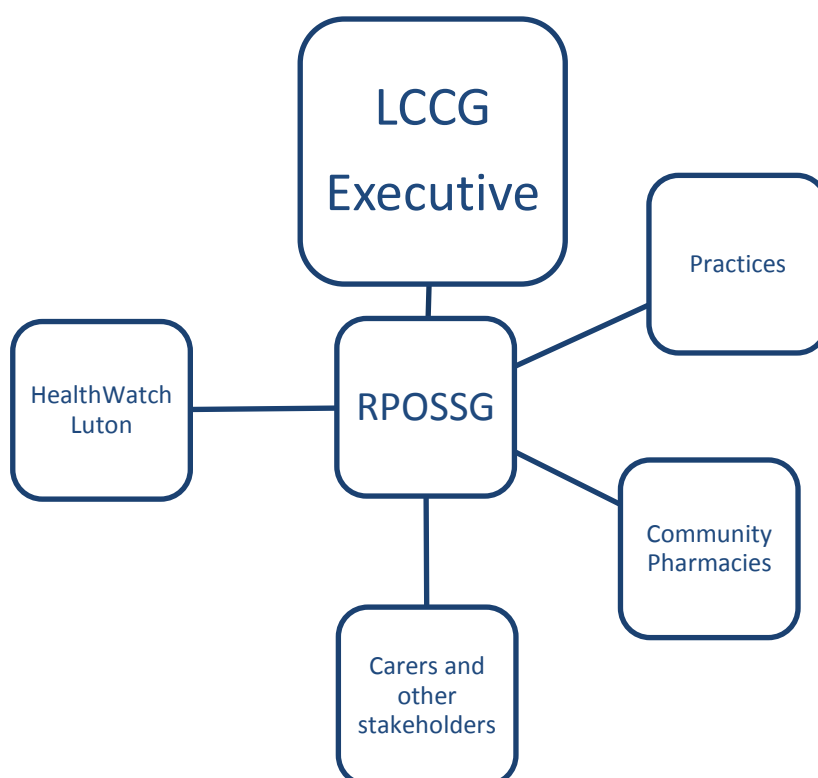 LCCG
Executive
Practices
HealthWatch
Luton
RPOSSG
Community
Pharmacies
Carers and
other
stakeholders